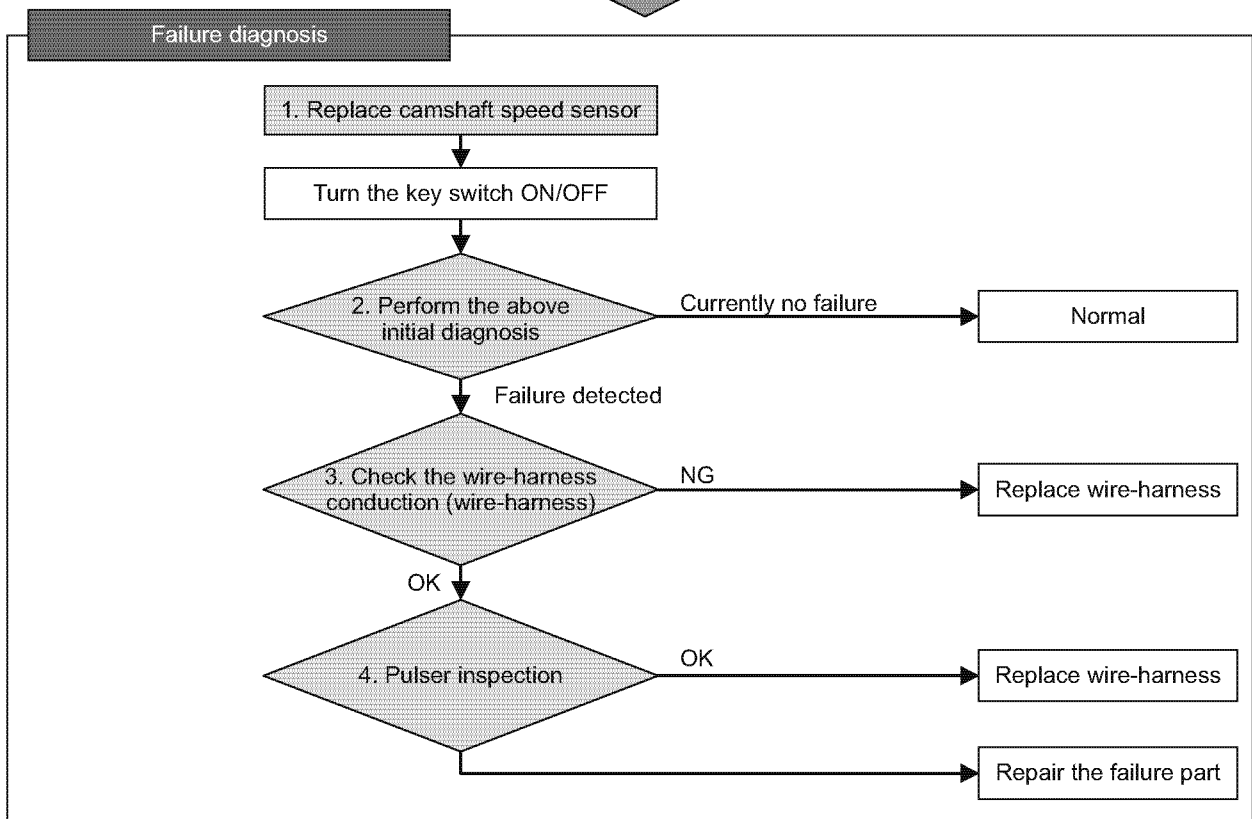 Failure diagnosis
1. Replace camshaft speed sensor
Turn the key switch ON/OFF
2. Perform the above
initial diagnosis
Currently no failure
Normal
Failure detected
3. Check the wire-harness
conduction (wire-harness)
NG
Replace wire-harness
OK
4. Pulser inspection
OK
Replace wire-harness
Repair the failure part